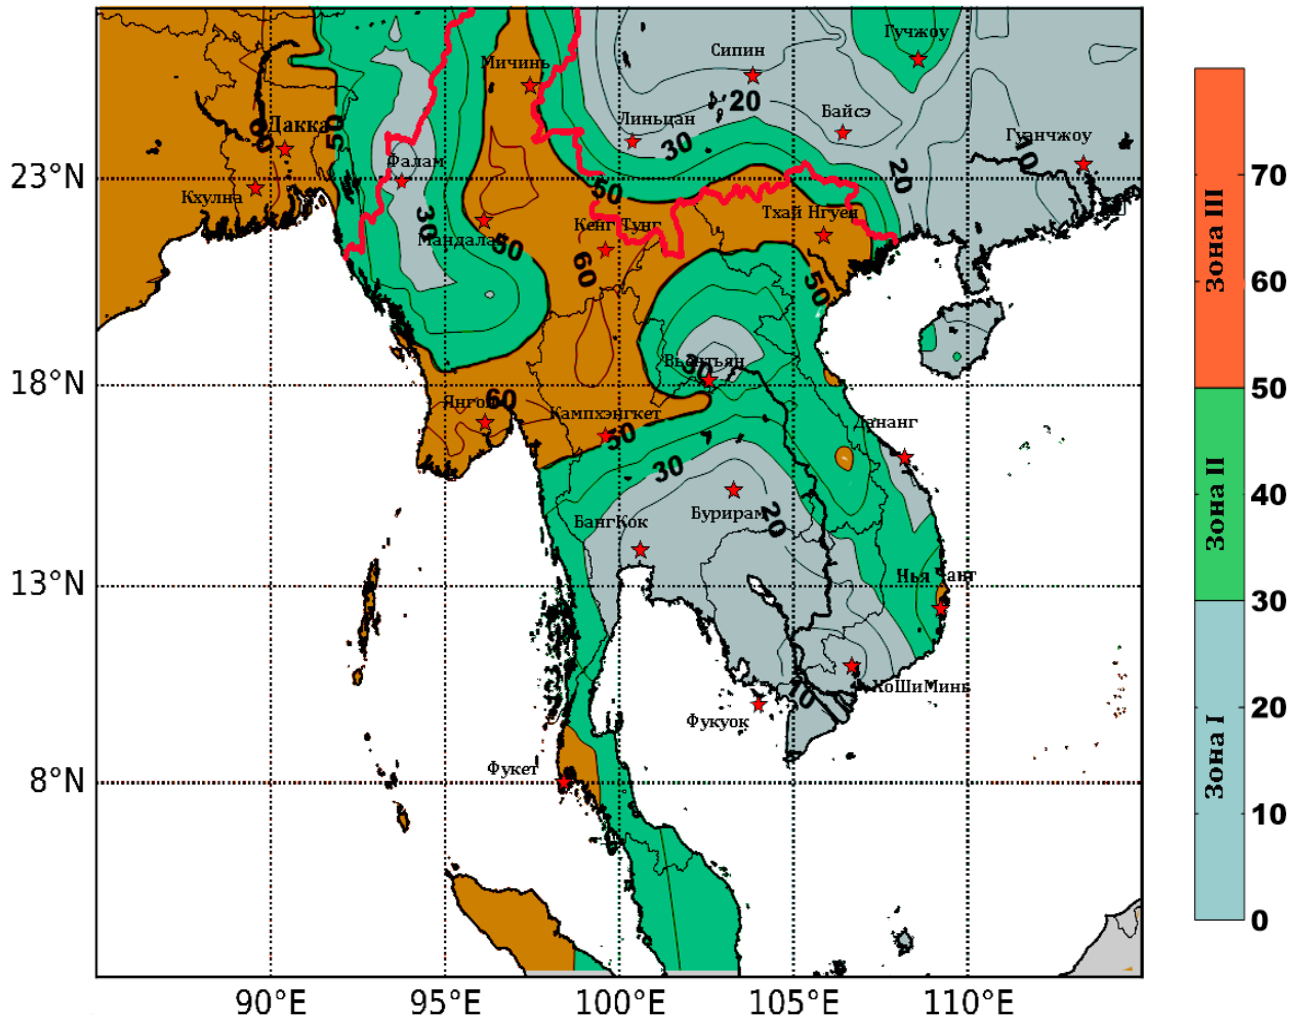 Гучжоу
Сипин
Мичинь
20
Байсэ
Линьцан
Дакка
50
60
30
Гуанчжоу
10
Фалам
23°N
20
70
Кхулна
50
30
Тхай Нгуен
Кенг Тунг
Мандалай
50
60
50
60
Зона III
Вьентьян
30
18°N
50
Янгон
60
Кампхэнгкет
50
Дананг
30
40
Зона II
Бурирам
20
БангКок
Нья Чанг
13°N
30
ХоШиМинь
10
Фукуок
20
Зона I
Фукет
8°N
10
0
90°E
95°E
100°E
105°E
110°E